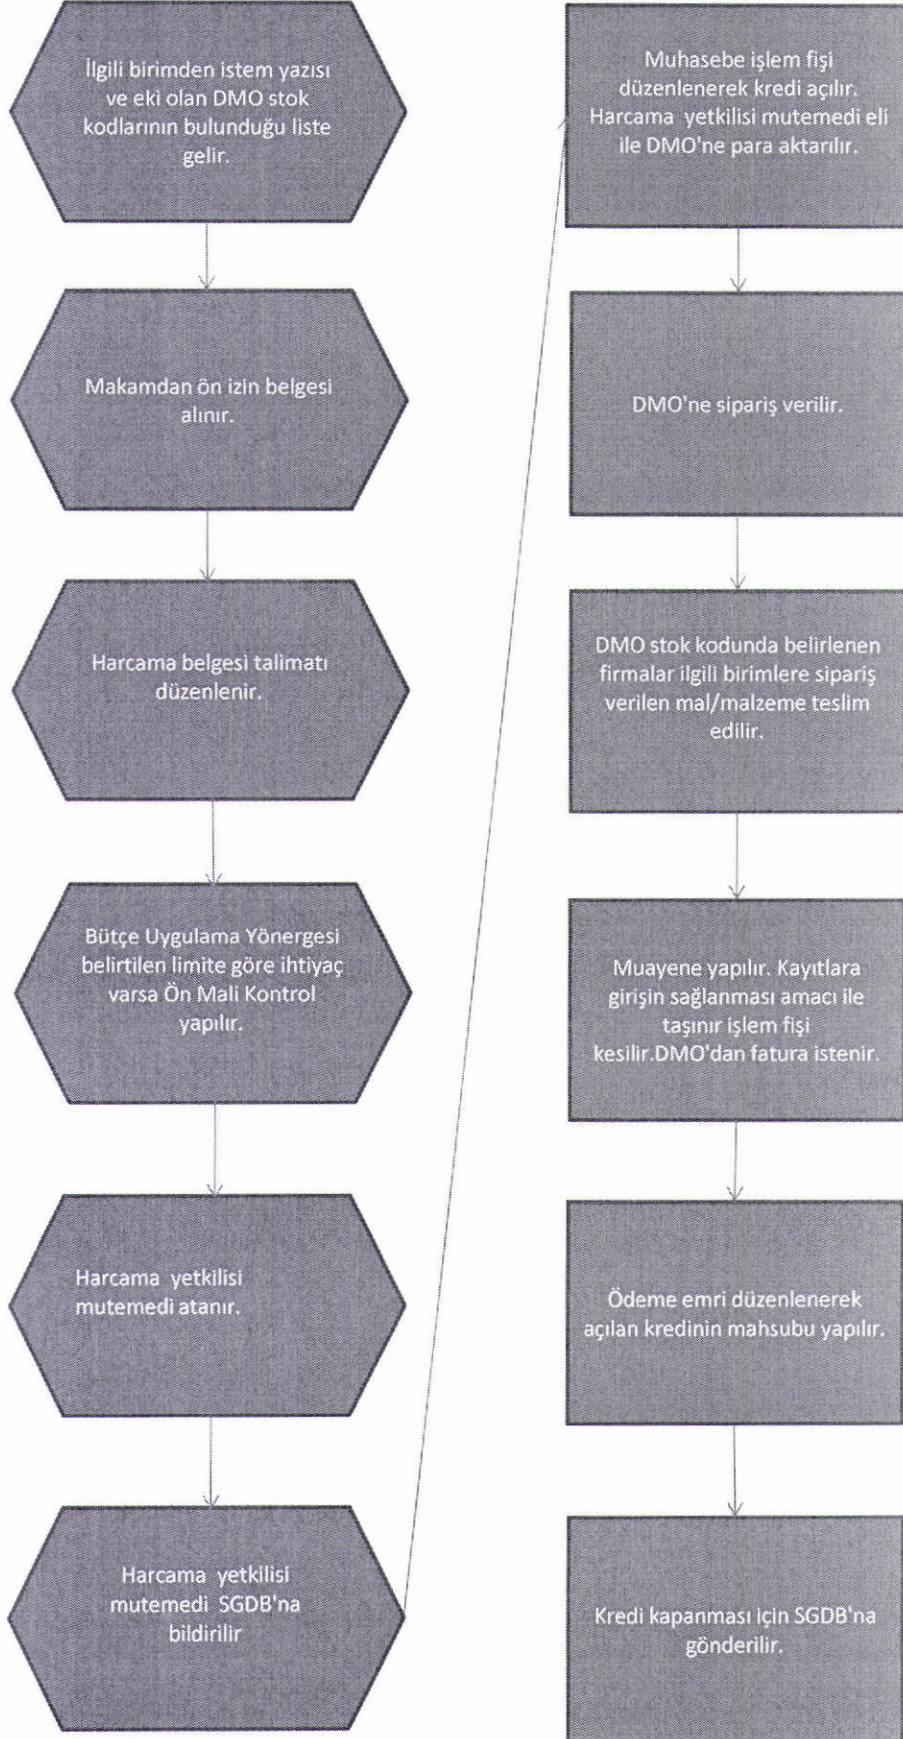 İlgili birimden istem yazısı
ve eki olan DMO stok
kodlarının bulunduğu liste
gelir.
Makamdan ön izin belgesi
alınır.
Harcama belgesi talimatı
düzenlenir.
Bütçe Uygulama Yönergesi
belirtilen limite göre ihtiyaç
varsa Ön Mali Kontrol
yapılır.
Harcama yetkilisi
mutemedi atanır.
Harcama yetkilisi
mutemedi SGDB'na
bildirilir
Muhasebe işlem fişi
düzenlenerek kredi açılır.
Harcama yetkilisi mutemedi eli
ile DMO'ne para aktarılır.
DMO'ne sipariş verilir.
DMO stok kodunda belirlenen
firmalar ilgili birimlere sipariş
verilen mal/malzeme teslim
edilir.
Muayene yapılır. Kayıtlara
girişin sağlanması amacı ile
taşınır işlem fişi
kesilir.DMO'dan fatura istenir.
Ödeme emri düzenlenerek
açılan kredinin mahsubu yapılır.
Kredi kapanması için SGDB'na
gönderilir.